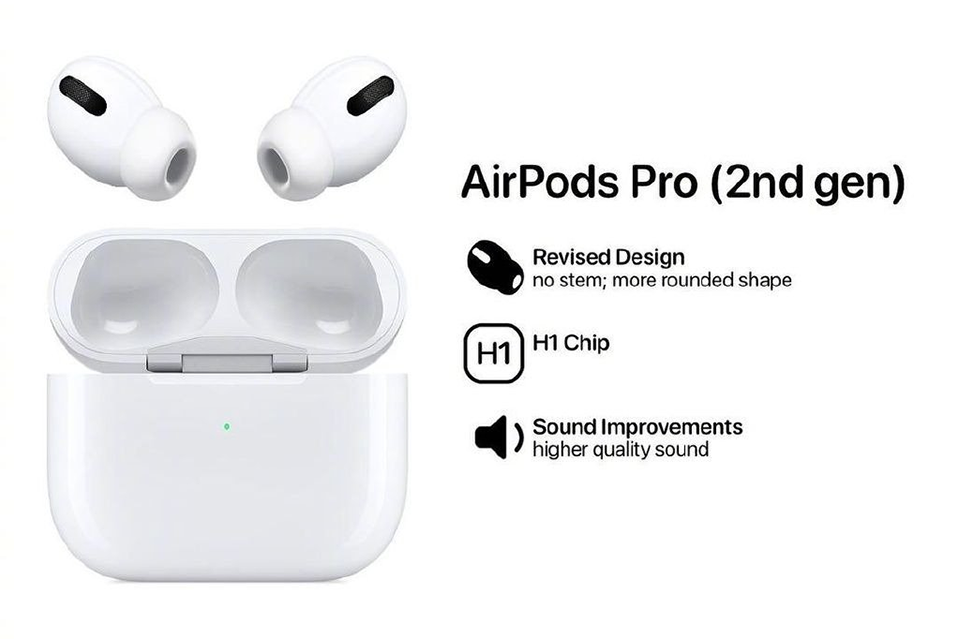 AirPods Pro (2nd gen)
Revised Design
no stem; more rounded shape
H1
H1 Chip
Sound Improvements
higher quality sound